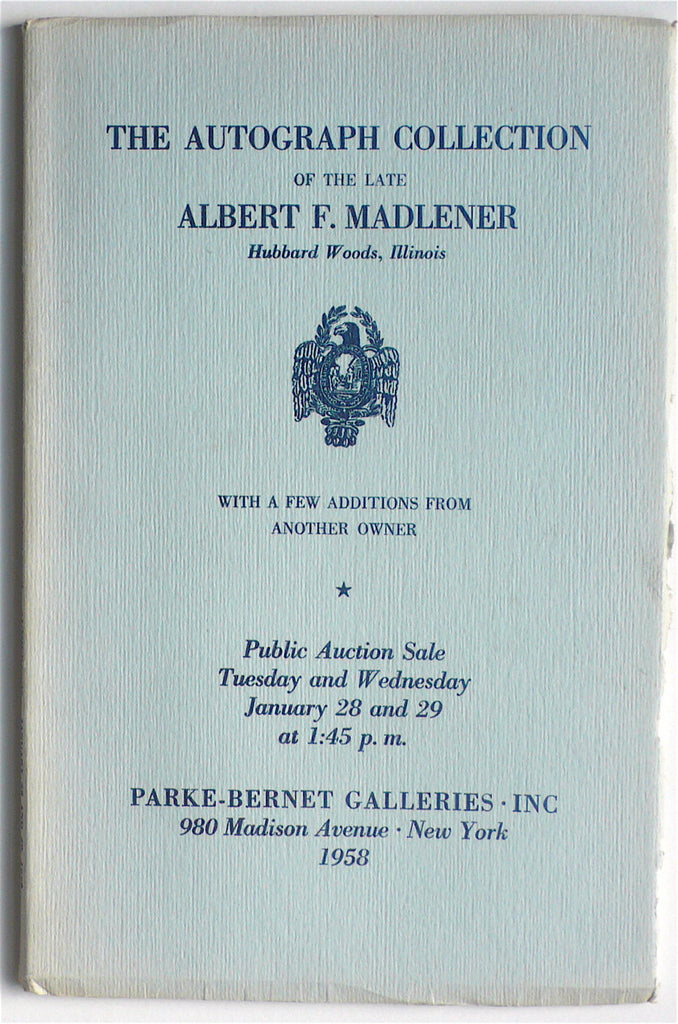 THE AUTOGRAPH COLLECTION
OF THE LATE
ALBERT F. MADLENER
Hubbard Woods, Illinois
WITH A FEW ADDITIONS FROM
ANOTHER OWNER
Public Auction Sale
Tuesday and Wednesday
January 28 and 29
at 1:45 p. m.
PARKE-BERNET GALLERIES · INC
980 Madison Avenue · New York
1958